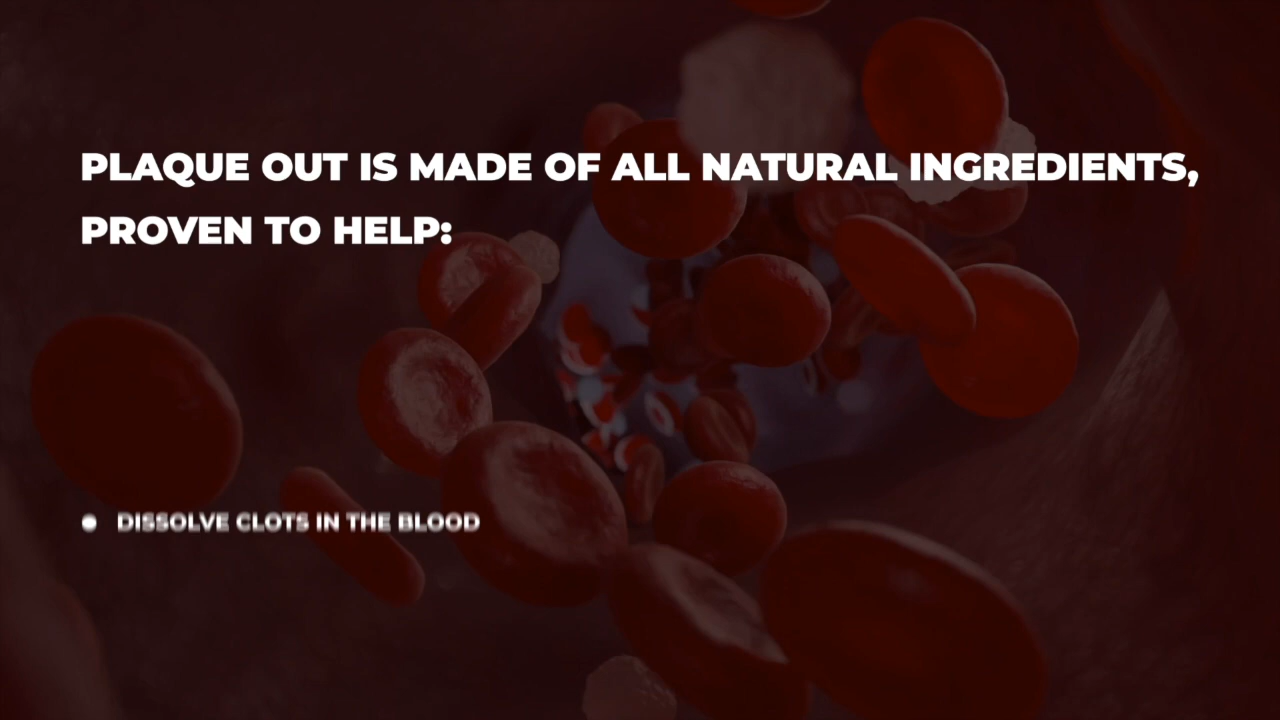 PLAQUE OUT IS MADE OF ALL NATURAL INGREDIENTS,
PROVEN TO HELP:
● DISSOLVE CLOTS IN THE BLOOD